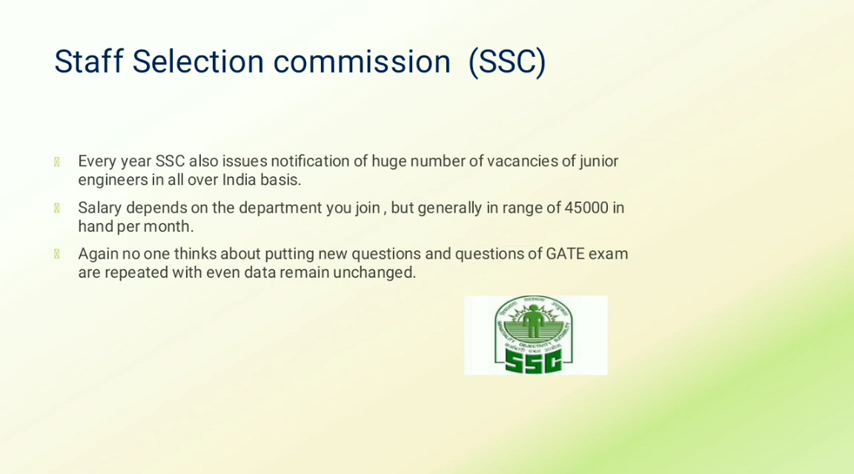 Staff Selection commission (SSC)
Every year SSC also issues notification of huge number of vacancies of junior
engineers in all over India basis.
Salary depends on the department you join , but generally in range of 45000 in
hand per month.
Again no one thinks about putting new questions and questions of GATE exam
are repeated with even data remain unchanged.
SSC